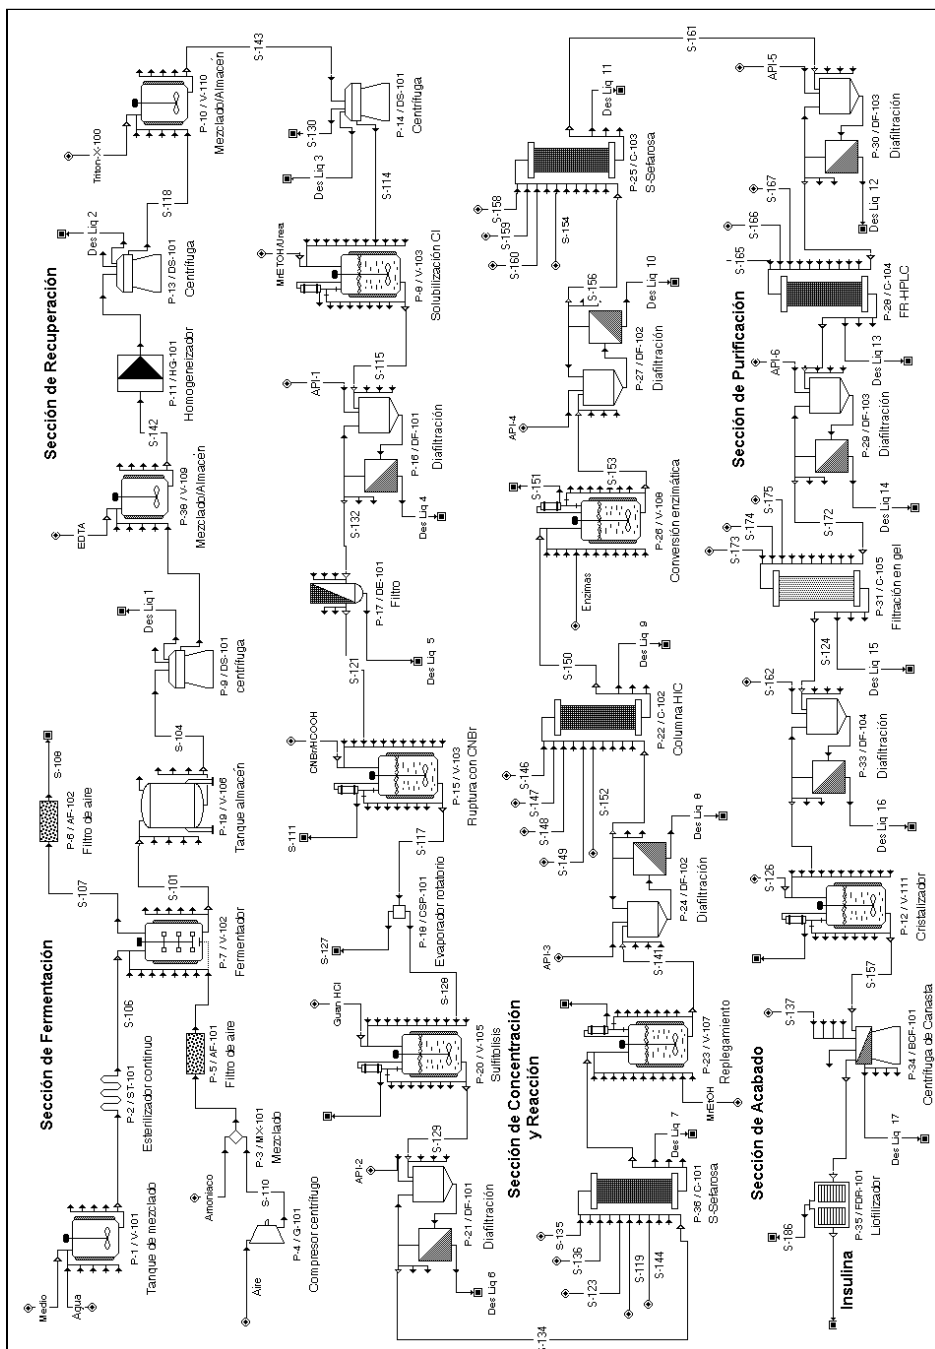 Sección de Fermentación
Medio
Agua
P-1 / V-101
Tanque de mezclado
P-2 / ST-101
Esterilizador continuo
S-106
Amoniaco
Aire
P-4 / G-101
Compresor centrífugo
S-110
P-3 / MX-101
Mezclado
P-5 / AF-101
Filtro de aire
P-7 / V-102
Fermentador
S-107
P-6 / AF-102
Filtro de aire
S-108
S-101
P-19 / V-106
Tanque almacén
S-104
Sección de Recuperación
P-9 / DS-101
centrífuga
Des Liq 1
EDTA
P-38 / V-109
Mezclado/Almacén
S-142
P-11 / HG-101
Homogeneizador
P-13 / DS-101
Centrífuga
Des Liq 2
S-118
Triton-X-100
P-10 / V-110
Mezclado/Almacén
S-143
P-14 / DS-101
Centrífuga
S-130
Des Liq 3
S-114
MrETOH/Urea
P-8 / V-103
Solubilización CI
S-115
API-1
P-16 / DF-101
Diafiltración
Des Liq 4
S-132
P-17 / DE-101
Filtro
Des Liq 5
S-121
CNBr/HCOOH
P-15 / V-103
Ruptura con CNBr
S-111
S-117
P-18 / CSP-101
Evaporador rotatorio
S-127
S-128
Guan HCl
P-20 / V-105
Sulfitolisis
S-129
API-2
P-21 / DF-101
Diafiltración
Des Liq 6
S-134
Sección de Concentración
y Reacción
S-135
S-136
S-123
S-119
S-144
P-36 / C-101
S-Sefarosa
Des Liq 7
MrEtOH
P-23 / V-107
Replegamiento
S-141
API-3
P-24 / DF-102
Diafiltración
Des Liq 8
S-152
S-146
S-147
S-148
S-149
P-22 / C-102
Columna HIC
Des Liq 9
S-150
Enzimas
P-26 / V-108
Conversión enzimática
S-151
S-153
API-4
P-27 / DF-102
Diafiltración
Des Liq 10
S-156
S-158
S-159
S-160
S-154
P-25 / C-103
S-Sefarosa
Des Liq 11
S-161
Sección de Purificación
API-5
P-30 / DF-103
Diafiltración
Des Liq 12
S-167
S-166
S-165
P-28 / C-104
FR-HPLC
Des Liq 13
API-6
P-29 / DF-103
Diafiltración
Des Liq 14
S-172
S-175
S-174
S-173
P-31 / C-105
Filtración en gel
Des Liq 15
S-124
S-162
P-33 / DF-104
Diafiltración
Des Liq 16
Sección de Acabado
S-126
P-12 / V-111
Cristalizador
S-157
S-137
P-34 / BCF-101
Centrífuga de Canasta
Des Liq 17
P-35 / FDR-101
Liofilizador
S-186
Insulina